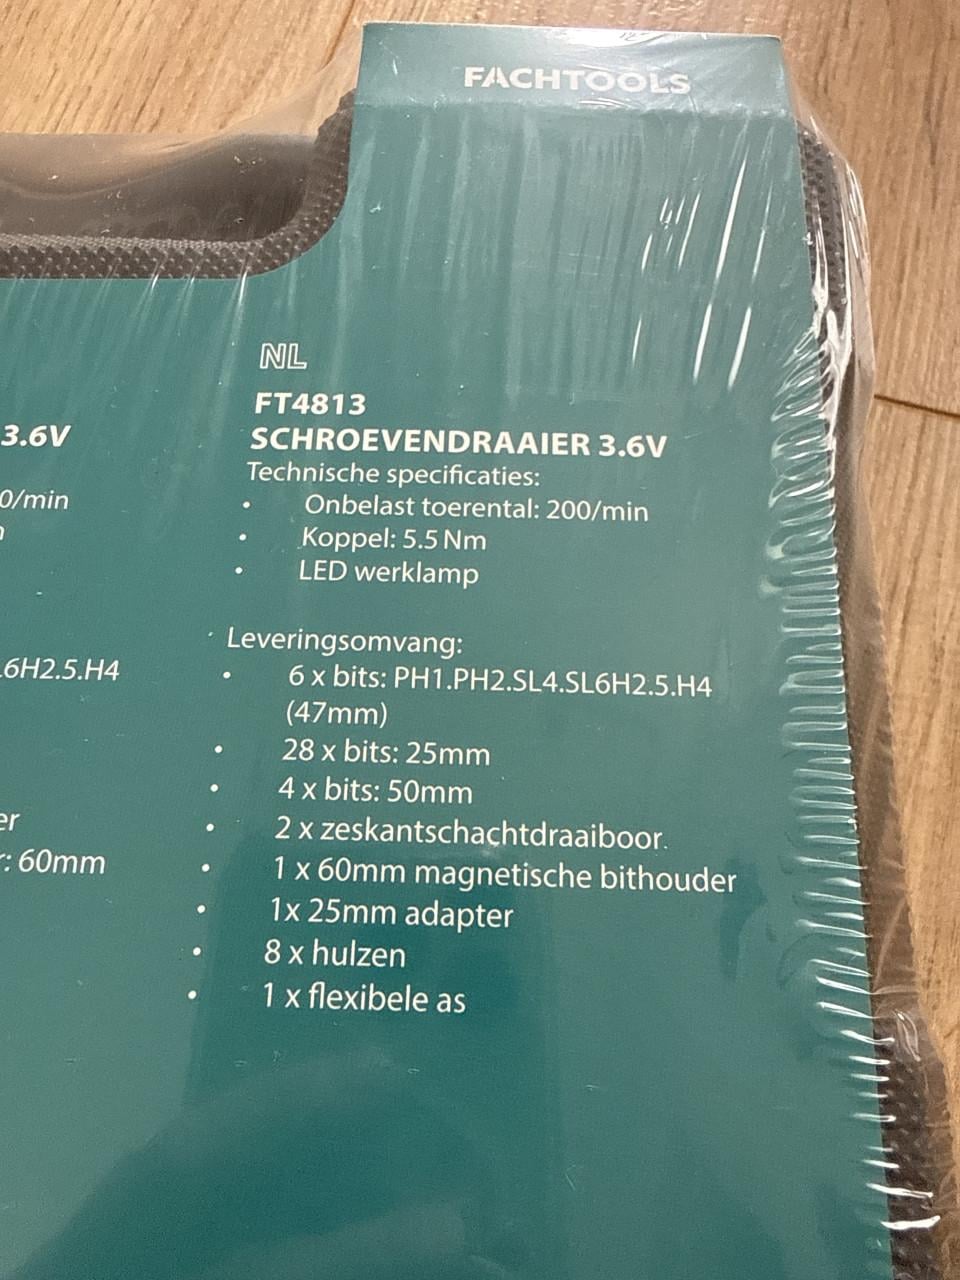 FACHTOOLS
NL
FT4813
SCHROEVENDRAAIER 3.6V
Technische specificaties:
• Onbelast toerental: 200/min
• Koppel: 5.5 Nm
• LED werklamp
Leveringsomvang:
• 6 x bits: PH1.PH2.SL4.SL6H2.5.H4
(47mm)
• 28 x bits: 25mm
• 4 x bits: 50mm
• 2 x zeskantschachtdraaiboor.
• 1 x 60mm magnetische bithouder
• 1x 25mm adapter
• 8 x hulzen
• 1 x flexibele as
3.6V
0/min
.6H2.5.H4
er
: 60mm